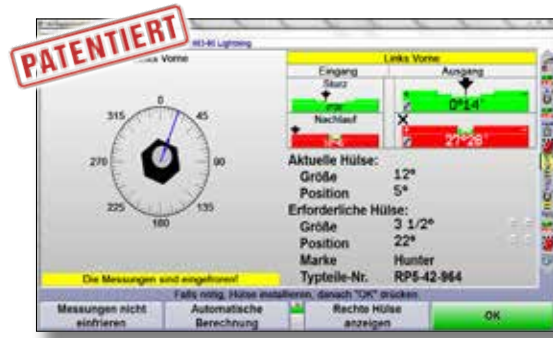 PATENTIERT
Lightning
Vorne
Links Vorne
Eingang Ausgang
Sturz
0°14'
Nachlauf
X
0
315 45
270 90
225 135
180
Aktuelle Hülse:
Größe 12°
Position 5°
Erforderliche Hülse:
Größe 3 1/2°
Position 22°
Marke Hunter
Typteile-Nr. RP5-42-964
Die Messungen sind eingefroren!
Falls nötig, Hülse installieren, danach "OK" drücken
Messungen nicht einfrieren
Automatische Berechnung
Rechte Hülse anzeigen
OK